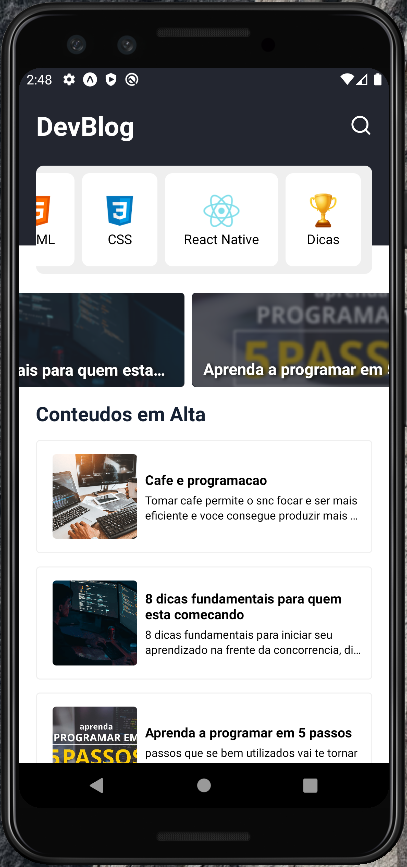 2:48
DevBlog
ML
CSS
React Native
Dicas
ais para quem esta...
aprenda
PROGRAMA
5 PASS
Aprenda a programar em 5
Conteudos em Alta
Cafe e programacao
Tomar cafe permite o snc focar e ser mais
eficiente e voce consegue produzir mais ...
8 dicas fundamentais para quem
esta comecando
8 dicas fundamentais para iniciar seu
aprendizado na frente da concorrencia, di...
aprenda
PROGRAMAR EM
5 PASSOS
Aprenda a programar em 5 passos
passos que se bem utilizados vai te tornar